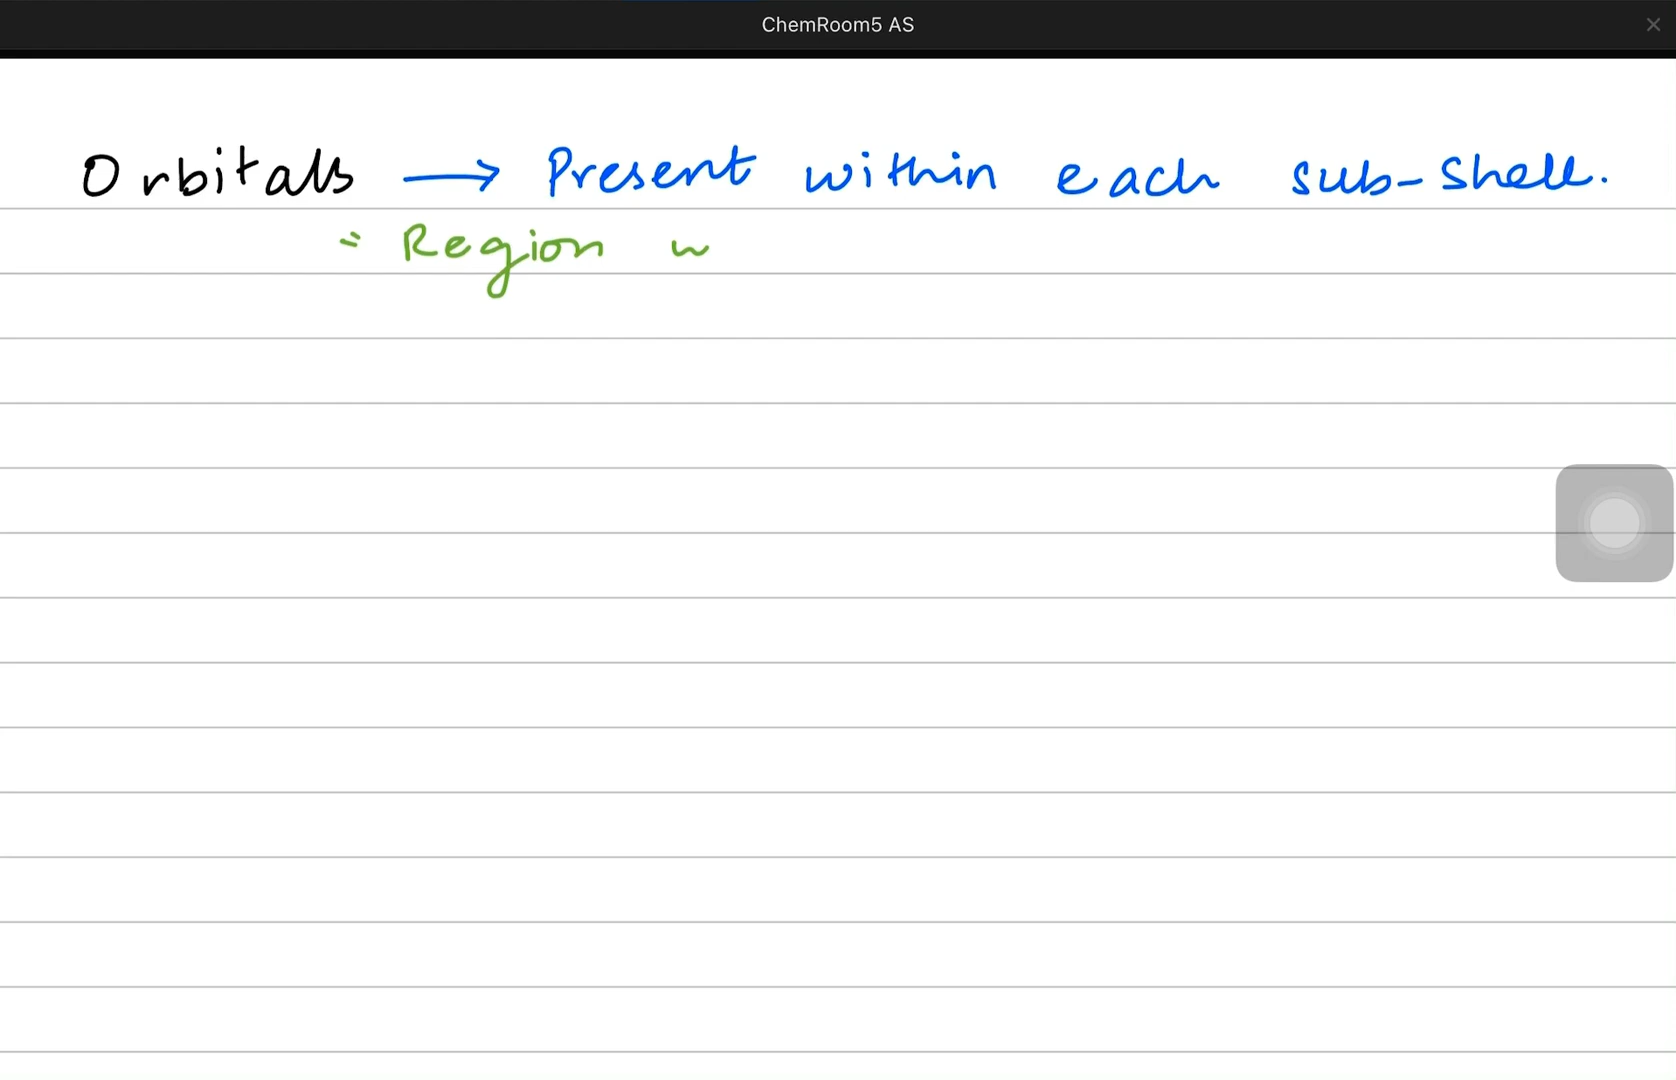 ChemRoom5 AS
Orbitals → Present within each sub-shell.
= Region w